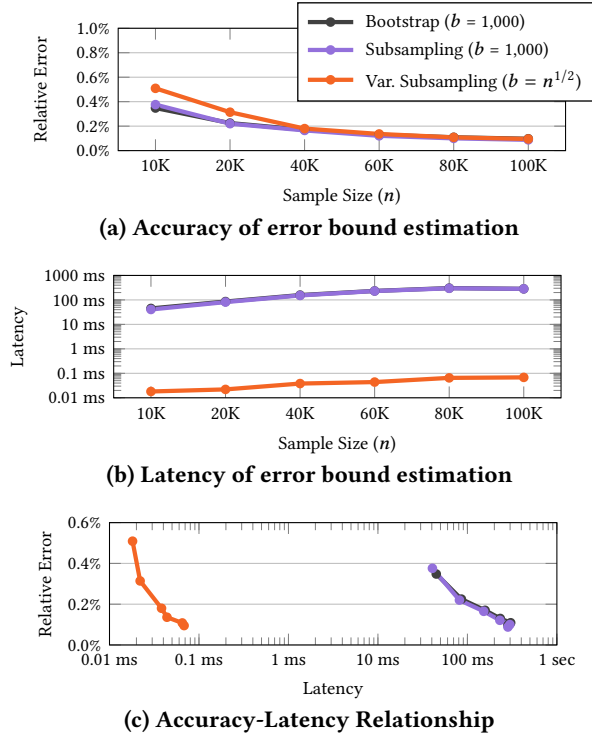 1.0%
0.8%
0.6%
0.4%
0.2%
0.0%
Relative Error
Bootstrap (b = 1,000)
Subsampling (b = 1,000)
Var. Subsampling (b = n^{1/2})
10K 20K 40K 60K 80K 100K
Sample Size (n)
(a) Accuracy of error bound estimation
1000 ms
100 ms
10 ms
1 ms
0.1 ms
0.01 ms
Latency
10K 20K 40K 60K 80K 100K
Sample Size (n)
(b) Latency of error bound estimation
0.6%
0.4%
0.2%
0.0%
Relative Error
0.01 ms 0.1 ms 1 ms 10 ms 100 ms 1 sec
Latency
(c) Accuracy-Latency Relationship